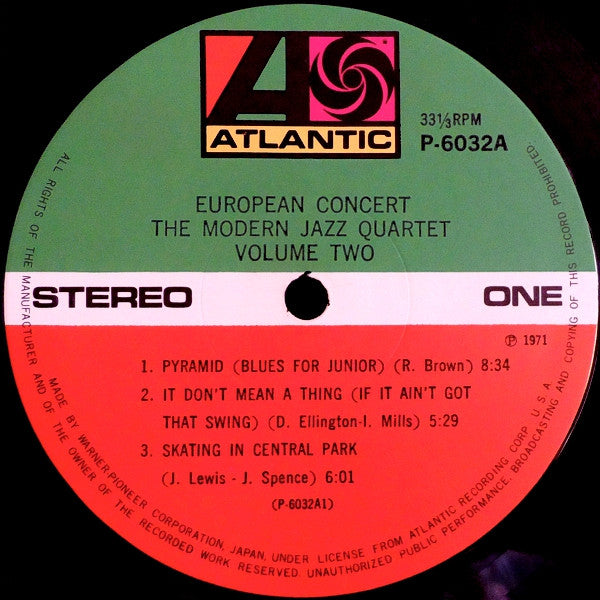 ATLANTIC
33⅓RPM
P-6032A
EUROPEAN CONCERT
THE MODERN JAZZ QUARTET
VOLUME TWO
STEREO
ONE
Ⓟ 1971
1. PYRAMID (BLUES FOR JUNIOR) (R. Brown) 8:34
2. IT DON'T MEAN A THING (IF IT AIN'T GOT
THAT SWING) (D. Ellington-I. Mills) 5:29
3. SKATING IN CENTRAL PARK
(J. Lewis - J. Spence) 6:01
(P-6032A1)
ALL RIGHTS OF THE MANUFACTURER AND OF THE OWNER OF THE RECORDED WORK RESERVED. UNAUTHORIZED PUBLIC PERFORMANCE, BROADCASTING AND COPYING OF THIS RECORD PROHIBITED.
MADE BY WARNER-PIONEER CORPORATION, JAPAN, UNDER LICENSE FROM ATLANTIC RECORDING CORP. U.S.A.